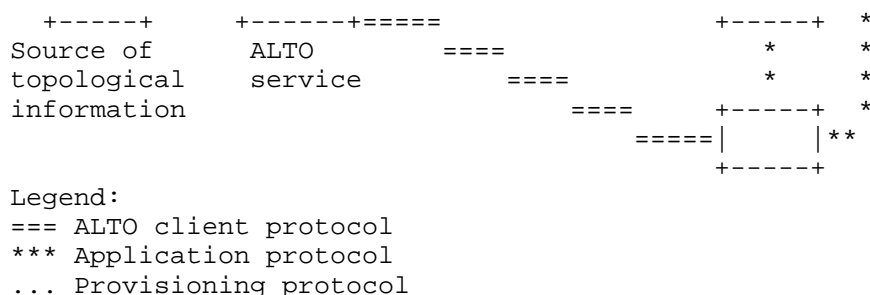 +-----+      +------+=====                 +-----+  *
Source of    ALTO        ====                 *     *
topological  service         ====             *     *
information                      ====      +-----+  *
                                     =====|     |**
                                           +-----+
Legend:
=== ALTO client protocol
*** Application protocol
... Provisioning protocol